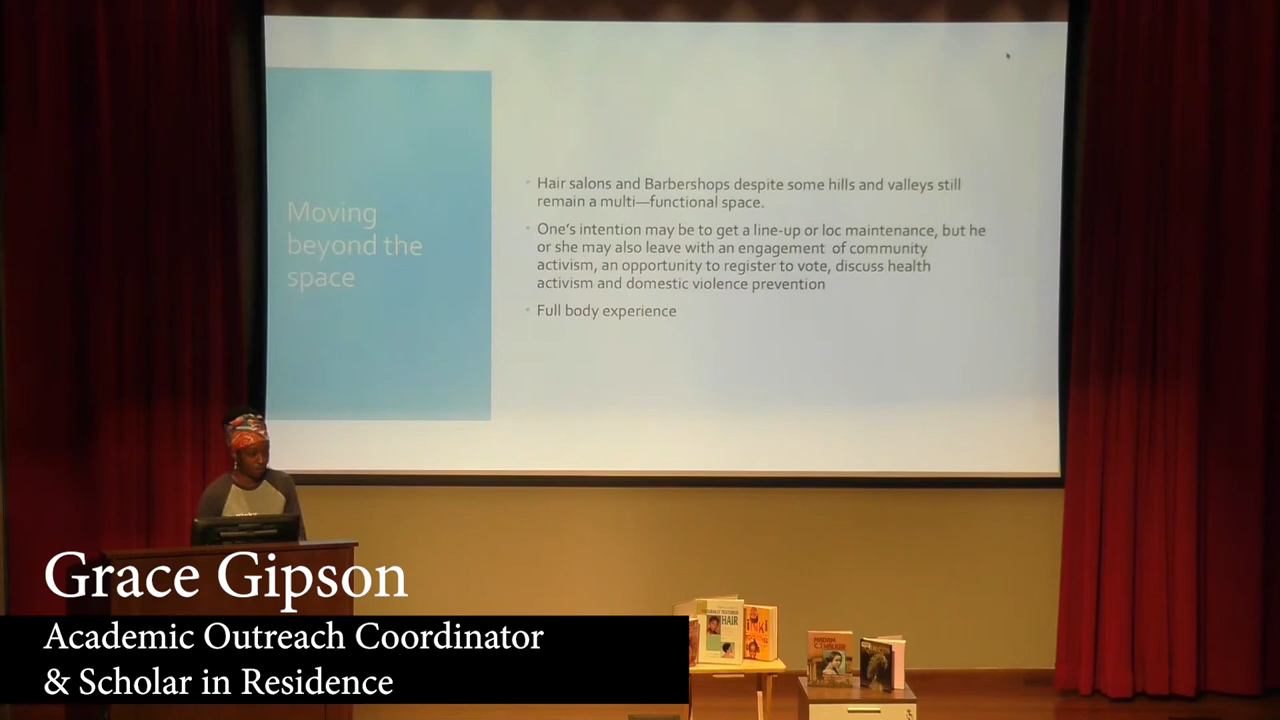 Moving
beyond the
space
Hair salons and Barbershops despite some hills and valleys still
remain a multi—functional space.
One's intention may be to get a line-up or loc maintenance, but he
or she may also leave with an engagement of community
activism, an opportunity to register to vote, discuss health
activism and domestic violence prevention
Full body experience
Grace Gipson
Academic Outreach Coordinator
& Scholar in Residence
HAIR
MADAM
C.J. WALKER